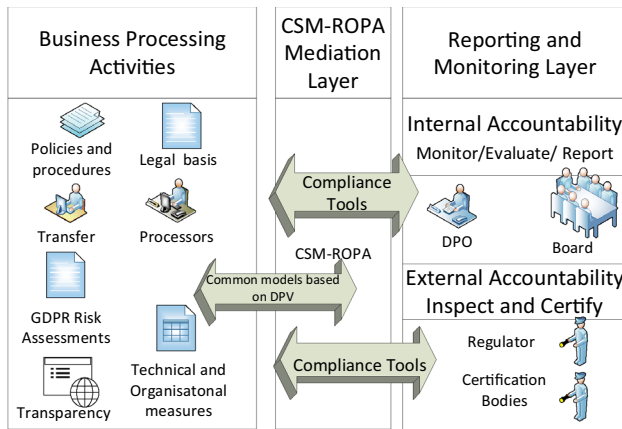 Business Processing
Activities
Policies and
procedures
Legal basis
Transfer
Processors
GDPR Risk
Assessments
Technical and
Organisatonal
measures
Transparency
CSM-ROPA
Mediation
Layer
Compliance
Tools
CSM-ROPA
Common models based
on DPV
Compliance Tools
Reporting and
Monitoring Layer
Internal Accountability
Monitor/Evaluate/ Report
DPO
Board
External Accountability
Inspect and Certify
Regulator
Certification
Bodies